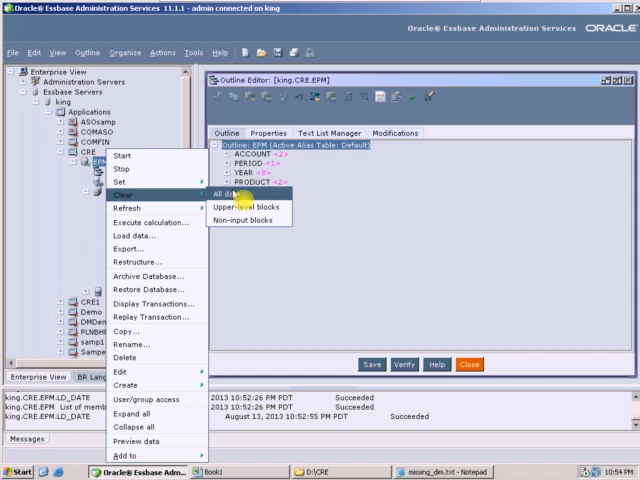 Oracle® Essbase Administration Services 11.1.1 - admin connected on king
Oracle® Essbase Administration Services ORACLE
File Edit View Outline Organize Actions Tools Help
Enterprise View
Administration Servers
Essbase Servers
king
Applications
ASOsamp
COMASO
COMFIN
CRE
EPM
CRE1
Demo
samp1
Sampe
Start
Stop
Set
Clear
Refresh
Execute calculation...
Load data...
Export...
Restructure...
Archive Database...
Restore Database...
Display Transactions...
Replay Transaction...
Copy...
Rename...
Delete
Edit
Create
User/group access
Expand all
Collapse all
Preview data
Add to
All
Upper-level blocks
Non-input blocks
Outline Editor: [king.CRE.EPM]
Outline Properties Text List Manager Modifications
Outline: EPM (Active Alias Table: Default)
ACCOUNT <2>
PERIOD <1>
YEAR <8>
PRODUCT <2>
Save Verify Help Close
Enterprise View BR Lang
king.CRE.EPM.LD_DATE 2013 10:52:26 PM PDT Succeeded
king.CRE.EPM List of memb 2013 10:52:26 PM PDT Succeeded
king.CRE.EPM.LD_DATE August 13, 2013 10:52:55 PM PDT Succeeded
Messages
Start Oracle® Essbase Adm... Book1 D:\CRE missing_dim.txt - Notepad 10:54 PM